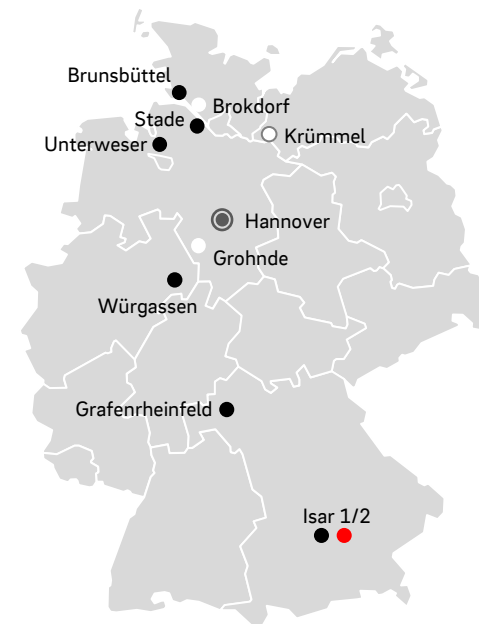 Brunsbüttel
Brokdorf
Stade
Krümmel
Unterweser
Hannover
Grohnde
Würgassen
Grafenrheinfeld
Isar 1/2